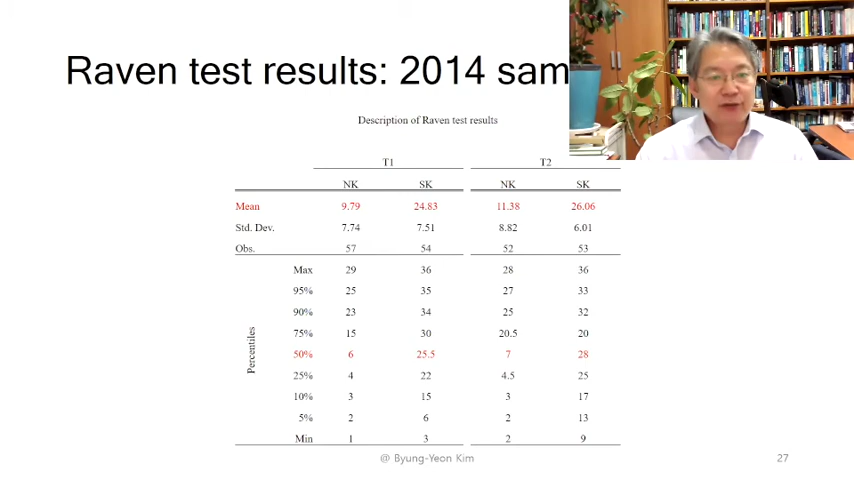 Raven test results: 2014 sam
Description of Raven test results
T1 T2
NK SK NK SK
Mean 9.79 24.83 11.38 26.06
Std. Dev. 7.74 7.51 8.82 6.01
Obs. 57 54 52 53
Max 29 36 28 36
95% 25 35 27 33
90% 23 34 25 32
75% 15 30 20.5 20
50% 6 25.5 7 28
25% 4 22 4.5 25
10% 3 15 3 17
5% 2 6 2 13
Min 1 3 2 9
Percentiles
@ Byung-Yeon Kim
27